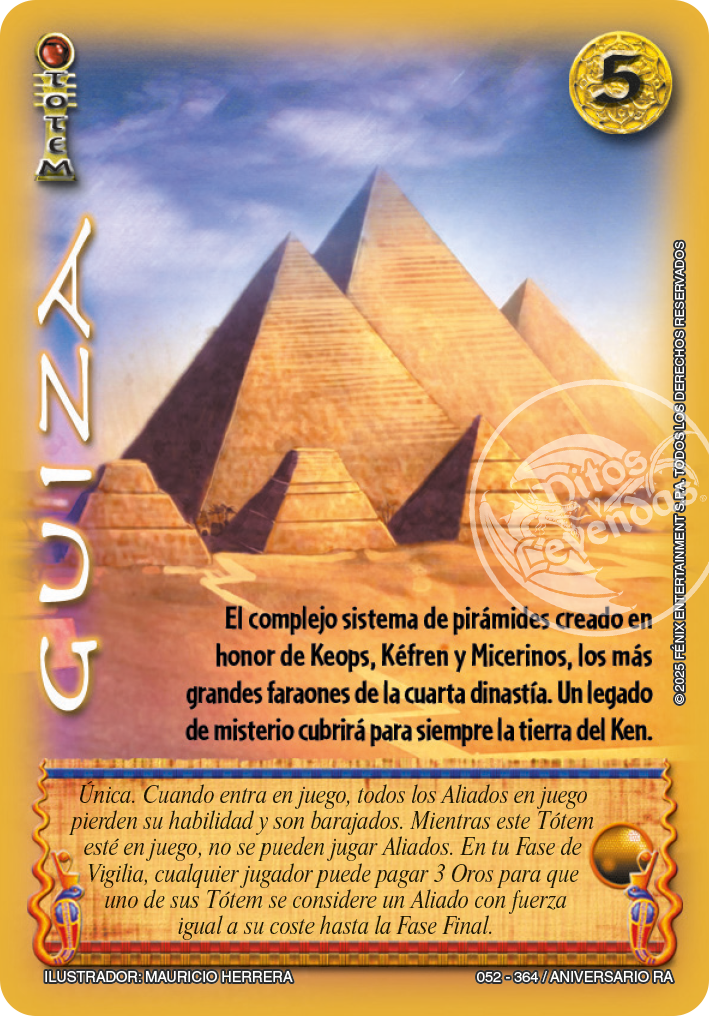 TOTEM
5
GUIZA
El complejo sistema de pirámides creado en
honor de Keops, Kéfren y Micerinos, los más
grandes faraones de la cuarta dinastía. Un legado
de misterio cubrirá para siempre la tierra del Ken.
Única. Cuando entra en juego, todos los Aliados en juego
pierden su habilidad y son barajados. Mientras este Tótem
esté en juego, no se pueden jugar Aliados. En tu Fase de
Vigilia, cualquier jugador puede pagar 3 Oros para que
uno de sus Tótem se considere un Aliado con fuerza
igual a su coste hasta la Fase Final.
ILUSTRADOR: MAURICIO HERRERA
052 - 364 / ANIVERSARIO RA
© 2025 FÉNIX ENTERTAINMENT S.P.A. TODOS LOS DERECHOS RESERVADOS
Mitos
y
Leyendas®